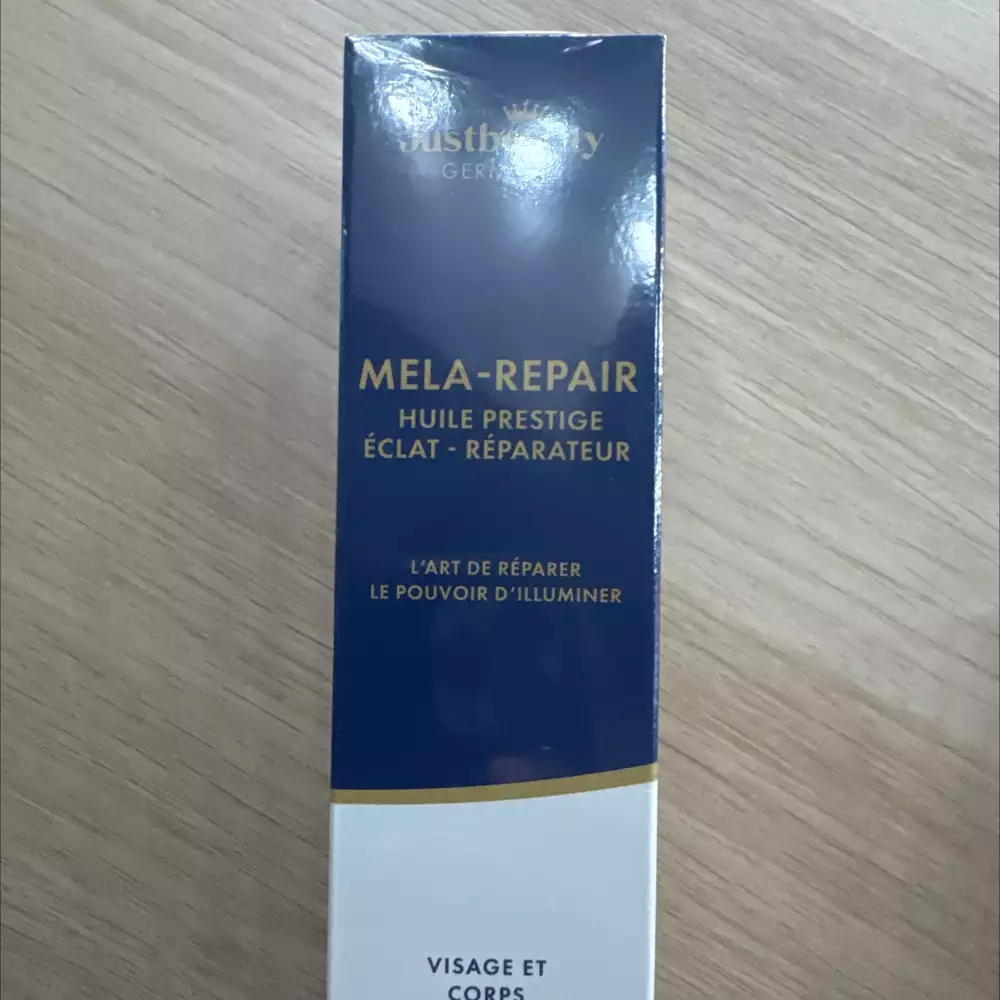 MELA-REPAIR
HUILE PRESTIGE
ÉCLAT - RÉPARATEUR
L'ART DE RÉPARER
LE POUVOIR D'ILLUMINER
VISAGE ET
CORPS